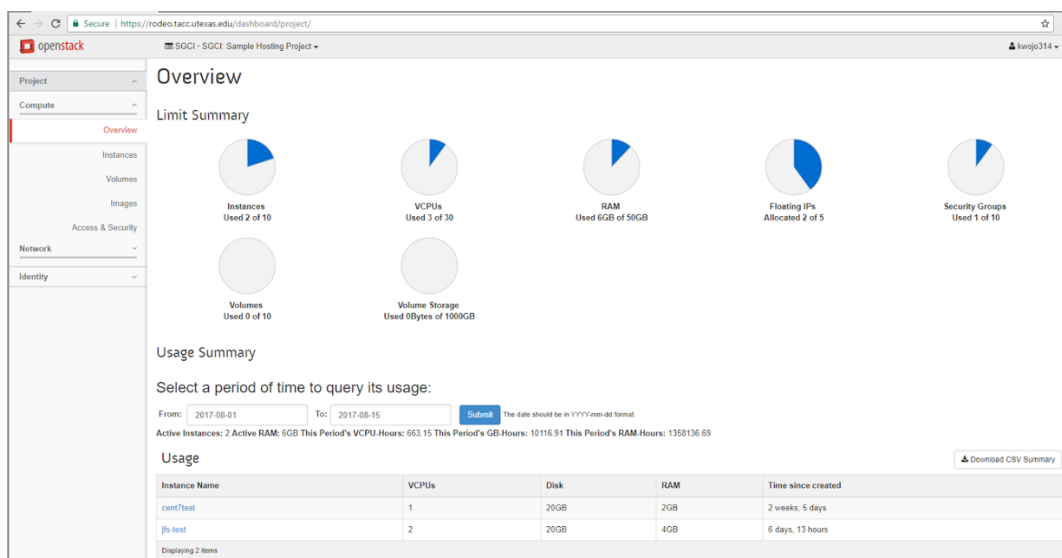 Secure | https://rodeo.tacc.utexas.edu/dashboard/project/
openstack SGCI - SGCI: Sample Hosting Project kwojo314
Project
Compute
Overview
Instances
Volumes
Images
Access & Security
Network
Identity
Overview
Limit Summary
Instances
Used 2 of 10
VCPUs
Used 3 of 30
RAM
Used 6GB of 50GB
Floating IPs
Allocated 2 of 5
Security Groups
Used 1 of 10
Volumes
Used 0 of 10
Volume Storage
Used 0Bytes of 1000GB
Usage Summary
Select a period of time to query its usage:
From: 2017-08-01 To: 2017-08-15 Submit The date should be in YYYY-mm-dd format.
Active Instances: 2 Active RAM: 6GB This Period's VCPU-Hours: 663.15 This Period's GB-Hours: 10116.91 This Period's RAM-Hours: 1358136.69
Usage Download CSV Summary
Instance Name VCPUs Disk RAM Time since created
cent7test 1 20GB 2GB 2 weeks, 5 days
jfs-test 2 20GB 4GB 6 days, 13 hours
Displaying 2 items